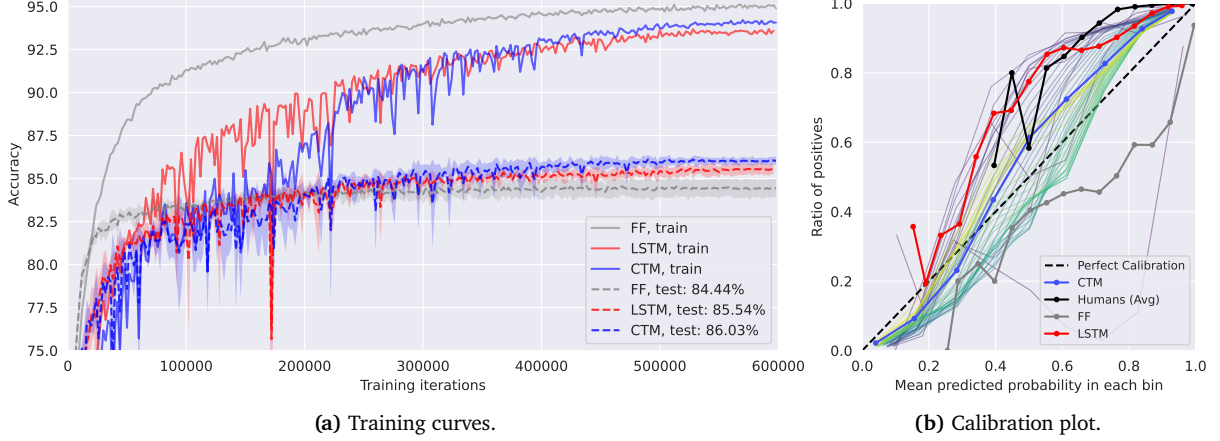 95.0
92.5
90.0
87.5
85.0
82.5
80.0
77.5
75.0
Accuracy
0
100000
200000
300000
400000
500000
600000
Training iterations
FF, train
LSTM, train
CTM, train
FF, test: 84.44%
LSTM, test: 85.54%
CTM, test: 86.03%
(a) Training curves.
1.0
0.8
0.6
0.4
0.2
0.0
Ratio of positives
0.0
0.2
0.4
0.6
0.8
1.0
Mean predicted probability in each bin
Perfect Calibration
CTM
Humans (Avg)
FF
LSTM
(b) Calibration plot.